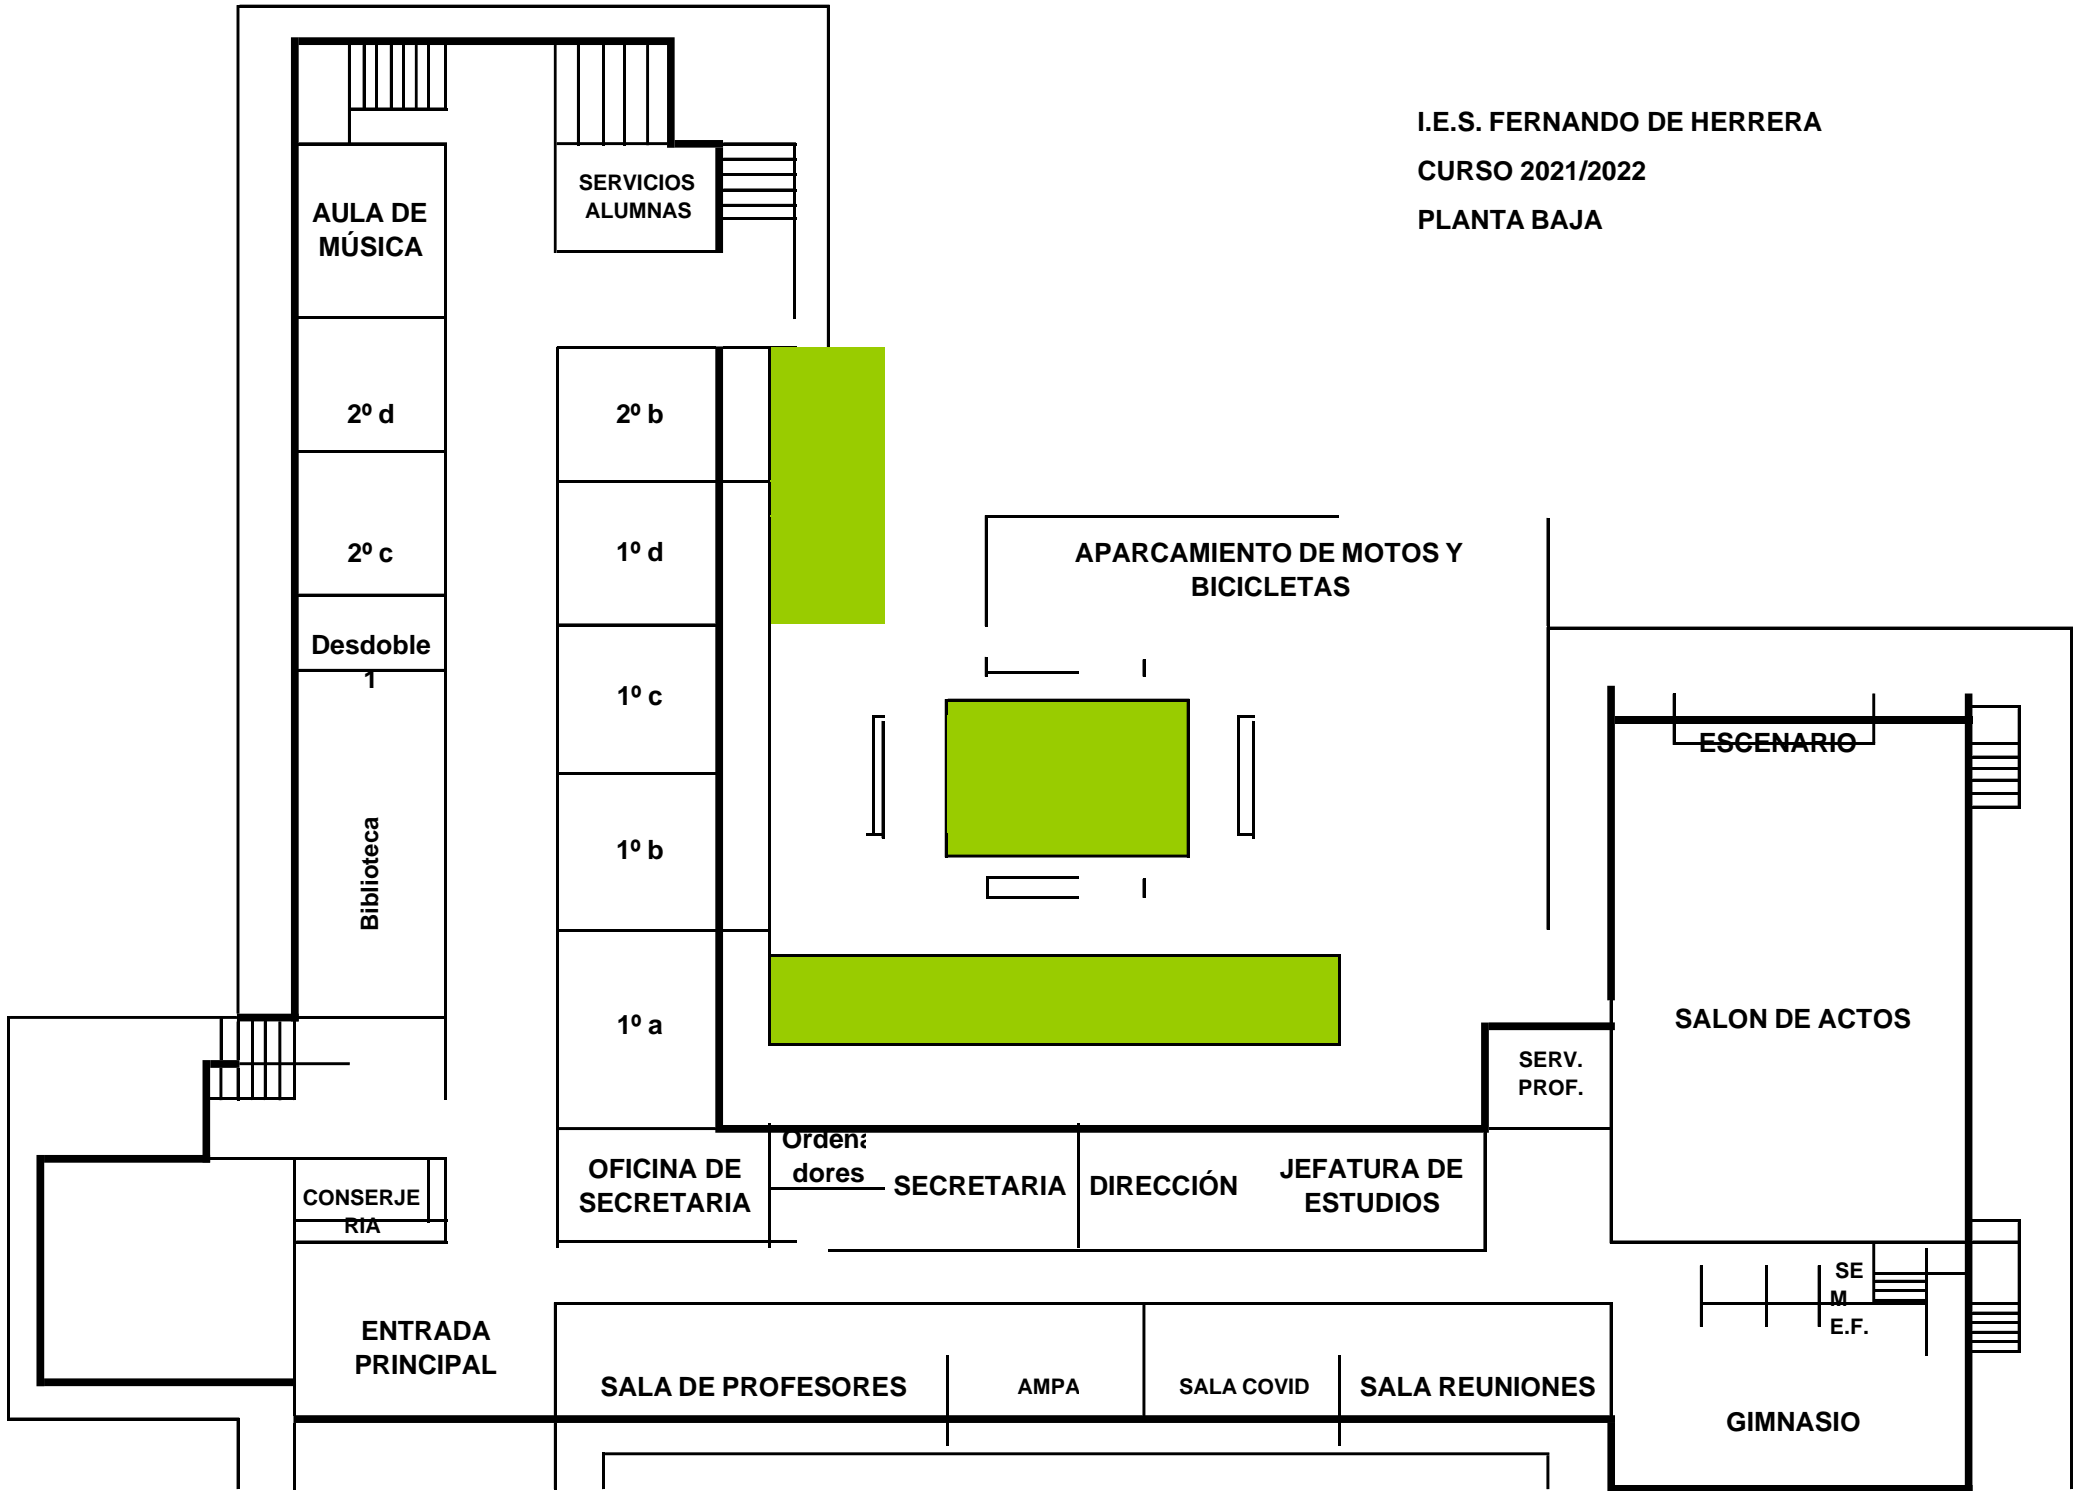 I.E.S. FERNANDO DE HERRERA
CURSO 2021/2022
PLANTA BAJA
SERVICIOS
ALUMNAS
AULA DE
MÚSICA
2º d
2º b
2º c
1º d
APARCAMIENTO DE MOTOS Y
BICICLETAS
Desdoble
1
1º c
ESCENARIO
Biblioteca
1º b
1º a
SALON DE ACTOS
SERV.
PROF.
CONSERJE
RIA
OFICINA DE
SECRETARIA
Ordena
dores
SECRETARIA
DIRECCIÓN
JEFATURA DE
ESTUDIOS
SE
M
E.F.
ENTRADA
PRINCIPAL
SALA DE PROFESORES
AMPA
SALA COVID
SALA REUNIONES
GIMNASIO